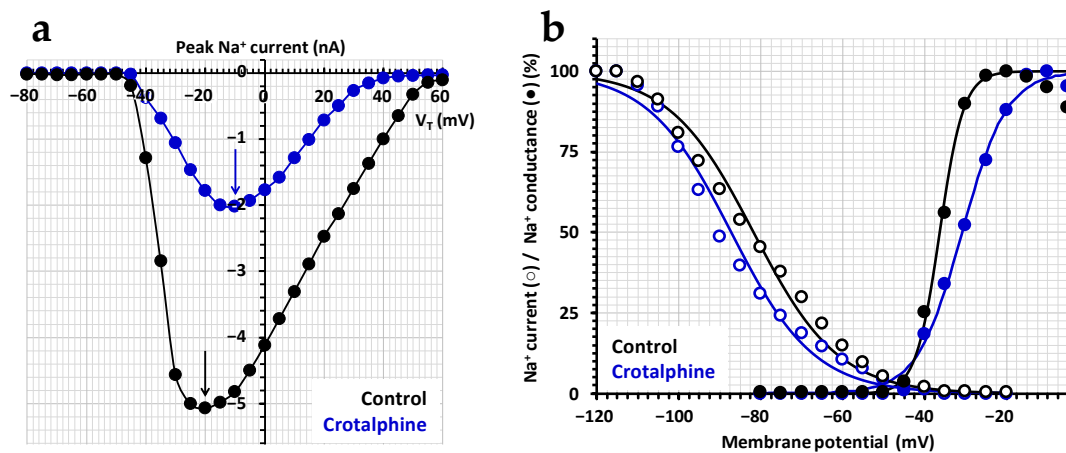 a
Peak Na⁺ current (nA)
0
−80 −60 −40 −20 0 20 40 60
V_T (mV)
−1
−2
−3
−4
−5
Control
Crotalphine
b
Na⁺ current (○) / Na⁺ conductance (●) (%)
100
75
50
25
0
Control
Crotalphine
−120 −100 −80 −60 −40 −20
Membrane potential (mV)